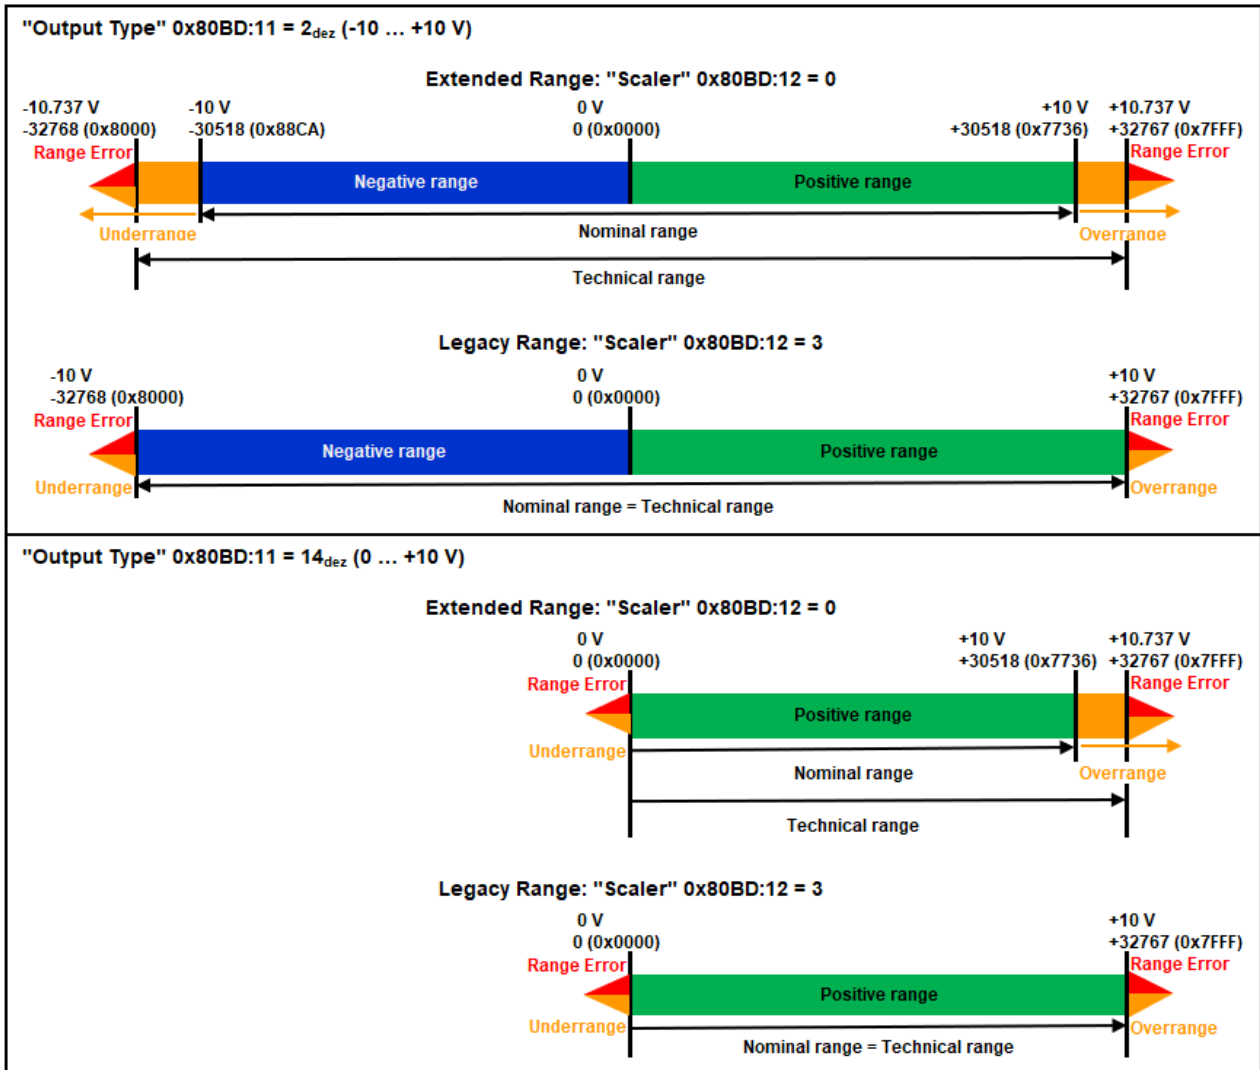 "Output Type" 0x80BD:11 = 2dez (-10 ... +10 V)
Extended Range: "Scaler" 0x80BD:12 = 0
-10.737 V -10 V 0 V +10 V +10.737 V
-32768 (0x8000) -30518 (0x88CA) 0 (0x0000) +30518 (0x7736) +32767 (0x7FFF)
Range Error Range Error
Negative range Positive range
Underrange Nominal range Overrange
Technical range
Legacy Range: "Scaler" 0x80BD:12 = 3
-10 V 0 V +10 V
-32768 (0x8000) 0 (0x0000) +32767 (0x7FFF)
Range Error Range Error
Negative range Positive range
Underrange Overrange
Nominal range = Technical range
"Output Type" 0x80BD:11 = 14dez (0 ... +10 V)
Extended Range: "Scaler" 0x80BD:12 = 0
0 V +10 V +10.737 V
0 (0x0000) +30518 (0x7736) +32767 (0x7FFF)
Range Error Range Error
Positive range
Underrange Nominal range Overrange
Technical range
Legacy Range: "Scaler" 0x80BD:12 = 3
0 V +10 V
0 (0x0000) +32767 (0x7FFF)
Range Error Range Error
Positive range
Underrange Overrange
Nominal range = Technical range